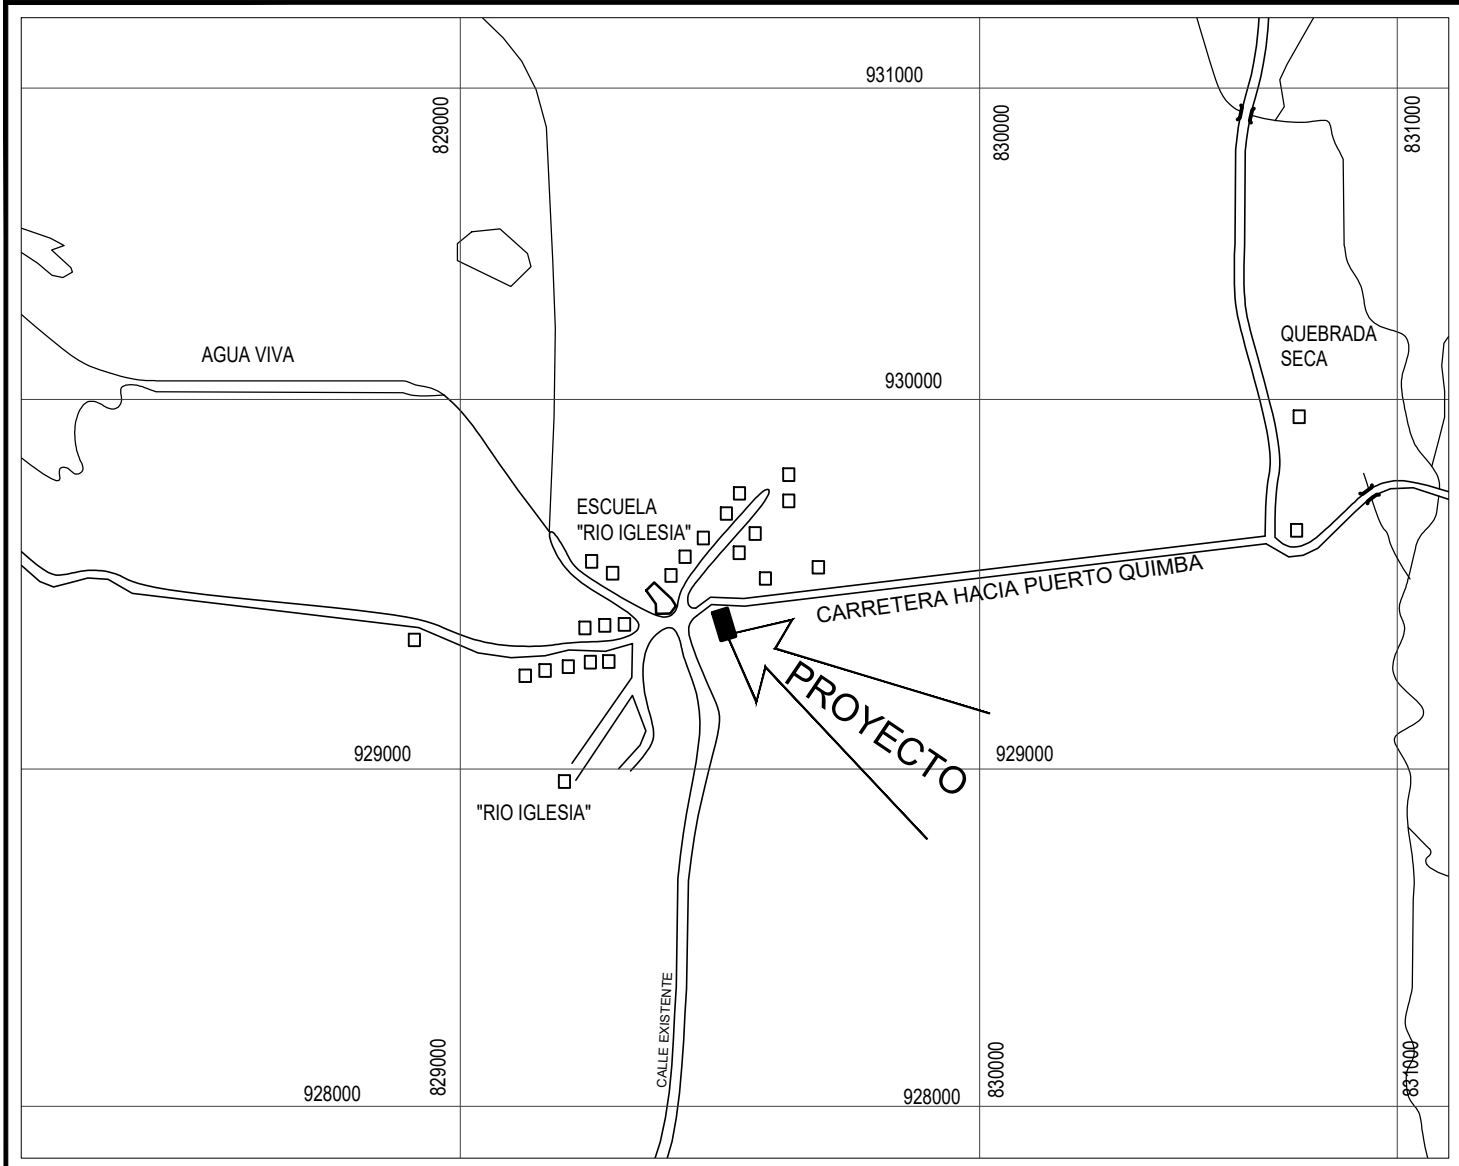 931000
829000
830000
831000
AGUA VIVA
QUEBRADA
SECA
930000
ESCUELA
"RIO IGLESIA"
CARRETERA HACIA PUERTO QUIMBA
PROYECTO
929000
929000
"RIO IGLESIA"
CALLE EXISTENTE
829000
830000
831000
928000
928000